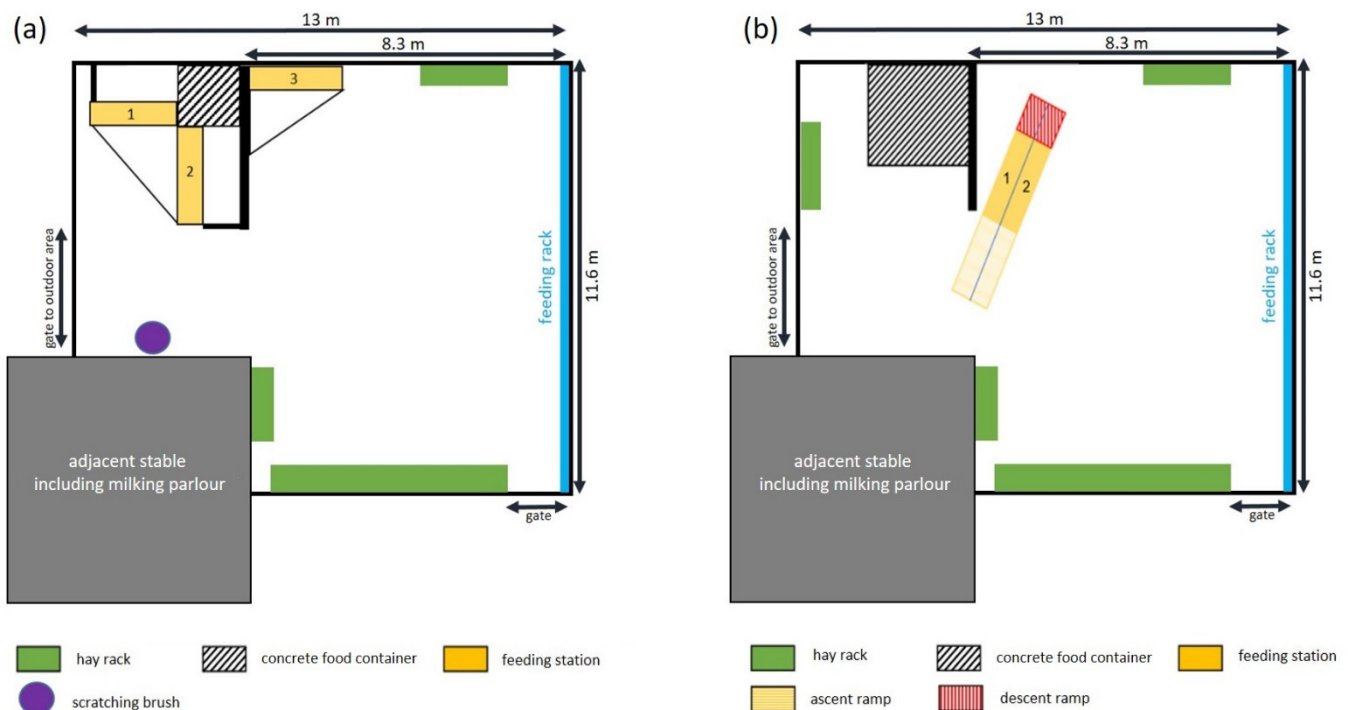 (a)
13 m
8.3 m
3
1
2
gate to outdoor area
feeding rack
11.6 m
adjacent stable
including milking parlour
gate
hay rack
concrete food container
feeding station
scratching brush
(b)
13 m
8.3 m
1
2
gate to outdoor area
feeding rack
11.6 m
adjacent stable
including milking parlour
gate
hay rack
concrete food container
feeding station
ascent ramp
descent ramp